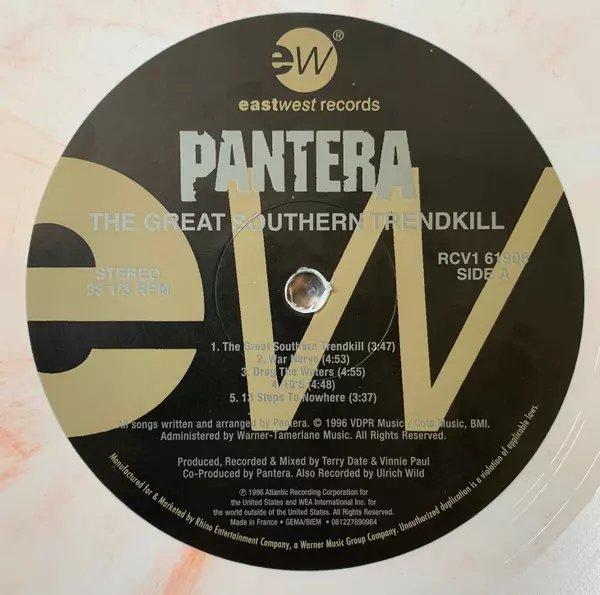 ew®
eastwest records
PANTERA
THE GREAT SOUTHERN TRENDKILL
STEREO
33 1/3 RPM
RCV1 61908
SIDE A
ew
1. The Great Southern Trendkill (3:47)
2. War Nerve (4:53)
3. Drag The Waters (4:55)
4. 10'S (4:48)
5. 13 Steps To Nowhere (3:37)
All songs written and arranged by Pantera. © 1996 VDPR Music / Cota Music, BMI.
Administered by Warner-Tamerlane Music. All Rights Reserved.
Produced, Recorded & Mixed by Terry Date & Vinnie Paul
Co-Produced by Pantera. Also Recorded by Ulrich Wild
℗ 1996 Atlantic Recording Corporation for
the United States and WEA International Inc. for
the world outside of the United States. All Rights Reserved.
Made in France • GEMA/BIEM • 081227890964
Manufactured for & Marketed by Rhino Entertainment Company, a Warner Music Group Company. Unauthorized duplication is a violation of applicable laws.